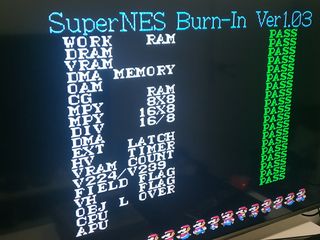 SuperNES Burn-In Ver1.03
WORK RAM PASS
DRAM PASS
VRAM PASS
DMA MEMORY PASS
OAM PASS
CG RAM PASS
MPY 8X8 PASS
MPY 16X8 PASS
DIV 16/8 PASS
DMA PASS
EXT LATCH PASS
HV TIMER PASS
VRAM COUNT PASS
V224/V239 PASS
FIELD FLAG PASS
VH FLAG PASS
OBJ L OVER PASS
CPU
APU